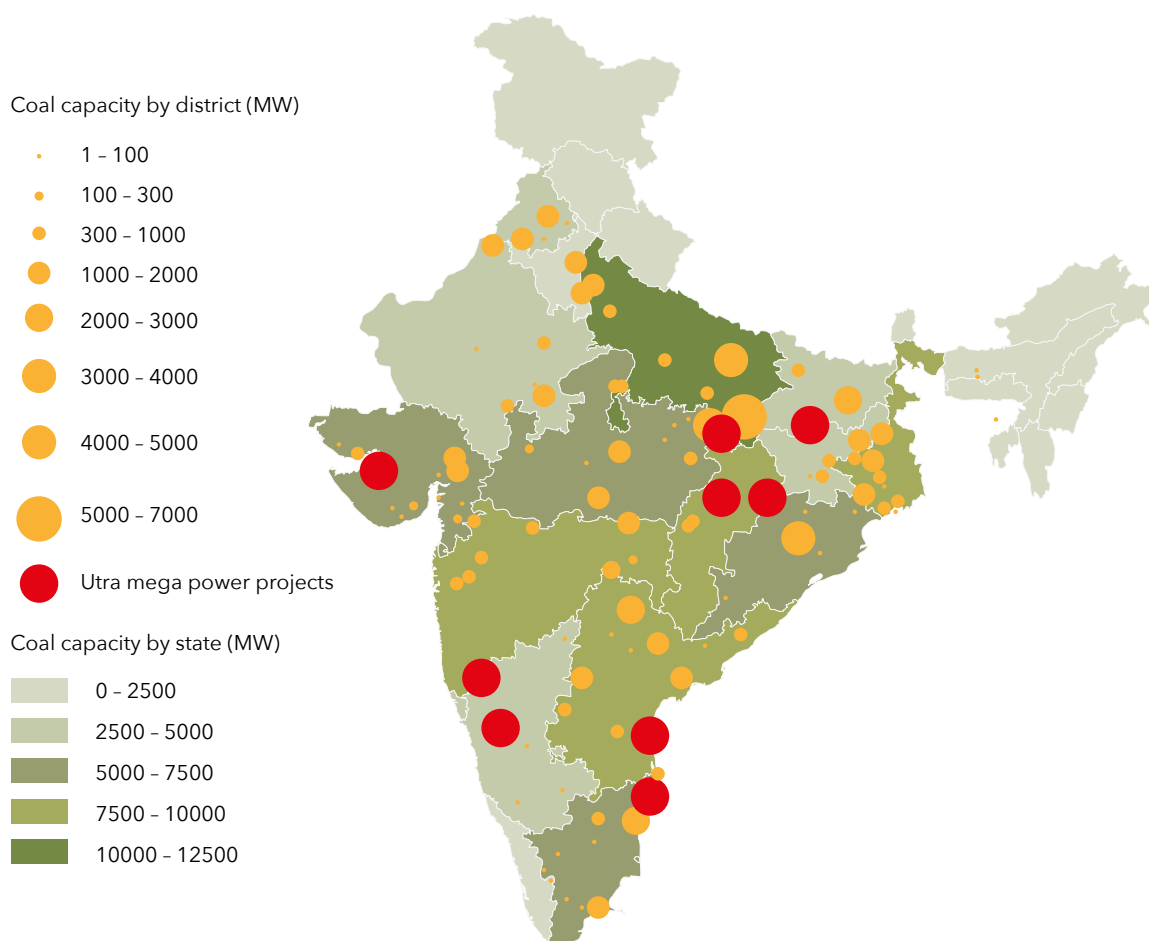 Coal capacity by district (MW)
1 – 100
100 – 300
300 – 1000
1000 – 2000
2000 – 3000
3000 – 4000
4000 – 5000
5000 – 7000
Utra mega power projects
Coal capacity by state (MW)
0 – 2500
2500 – 5000
5000 – 7500
7500 – 10000
10000 – 12500